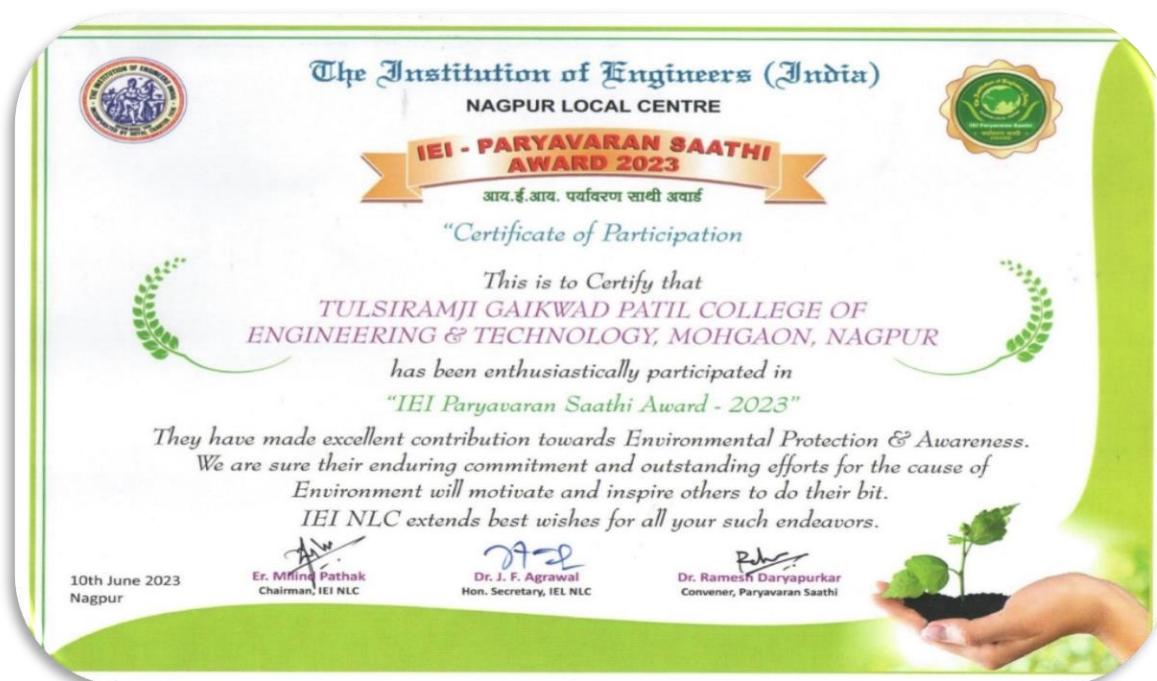 The Institution of Engineers (India)
NAGPUR LOCAL CENTRE
IEI - PARYAVARAN SAATHI
AWARD 2023
आय.ई.आय. पर्यावरण साथी अवार्ड
"Certificate of Participation
This is to Certify that
TULSIRAMJI GAIKWAD PATIL COLLEGE OF
ENGINEERING & TECHNOLOGY, MOHGAON, NAGPUR
has been enthusiastically participated in
"IEI Paryavaran Saathi Award - 2023"
They have made excellent contribution towards Environmental Protection & Awareness.
We are sure their enduring commitment and outstanding efforts for the cause of
Environment will motivate and inspire others to do their bit.
IEI NLC extends best wishes for all your such endeavors.
10th June 2023
Nagpur
Er. Milind Pathak
Chairman, IEI NLC
Dr. J. F. Agrawal
Hon. Secretary, IEL NLC
Dr. Ramesh Daryapurkar
Convener, Paryavaran Saathi
IEI Paryavaran Saathi